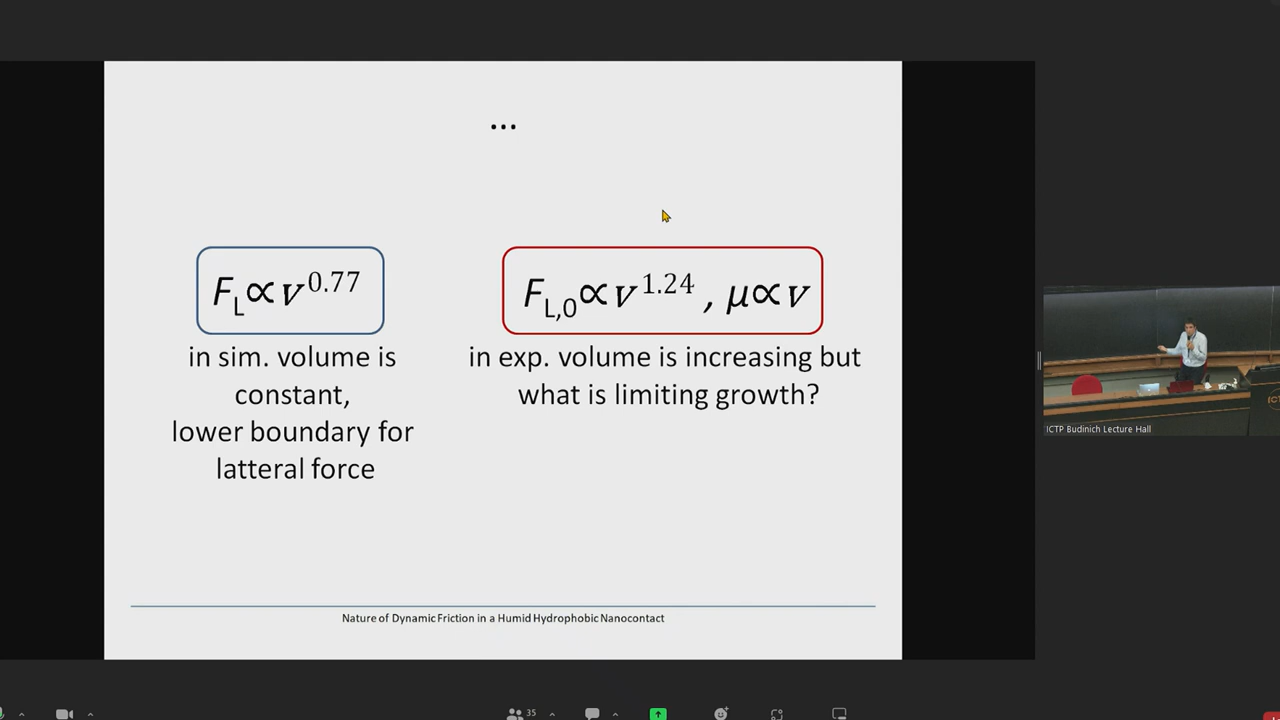 ...
F_L ∝ v^0.77
in sim. volume is
constant,
lower boundary for
latteral force
F_L,0 ∝ v^1.24 , μ ∝ v
in exp. volume is increasing but
what is limiting growth?
Nature of Dynamic Friction in a Humid Hydrophobic Nanocontact
ICTP Budinich Lecture Hall
35